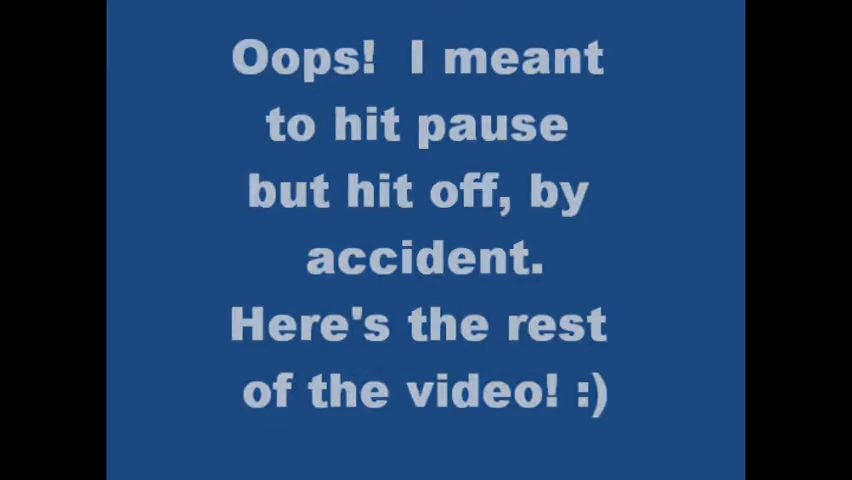 Oops!  I meant
to hit pause
but hit off, by
accident.
Here's the rest
of the video! :)